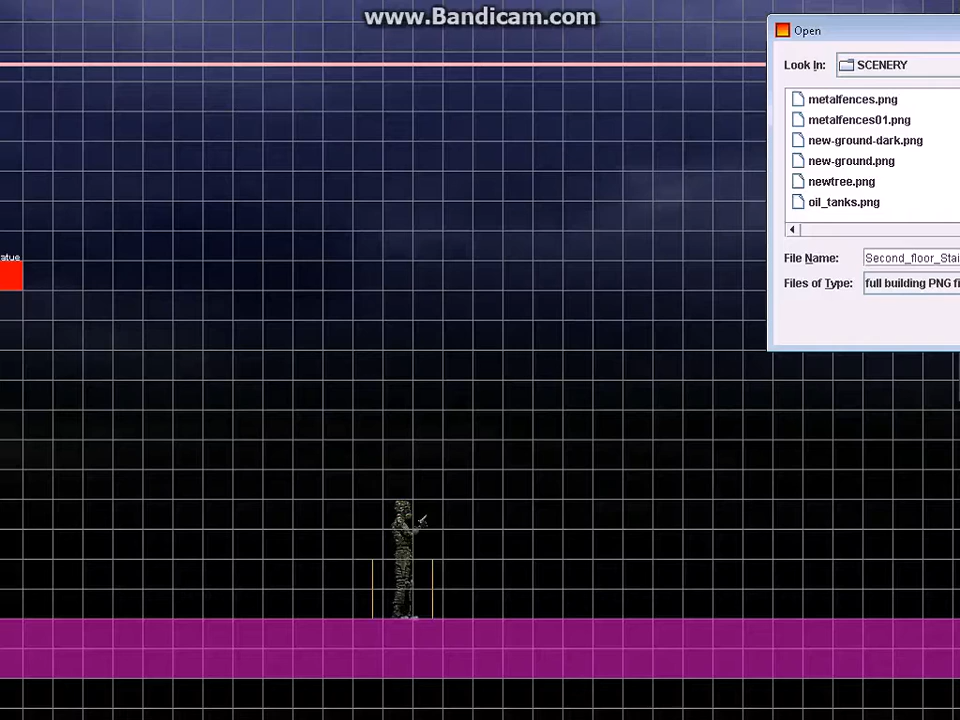 www.Bandicam.com
Open
Look In:
SCENERY
metalfences.png
metalfences01.png
new-ground-dark.png
new-ground.png
newtree.png
oil_tanks.png
atue
File Name:
Second_floor_Stai
Files of Type:
full building PNG fi